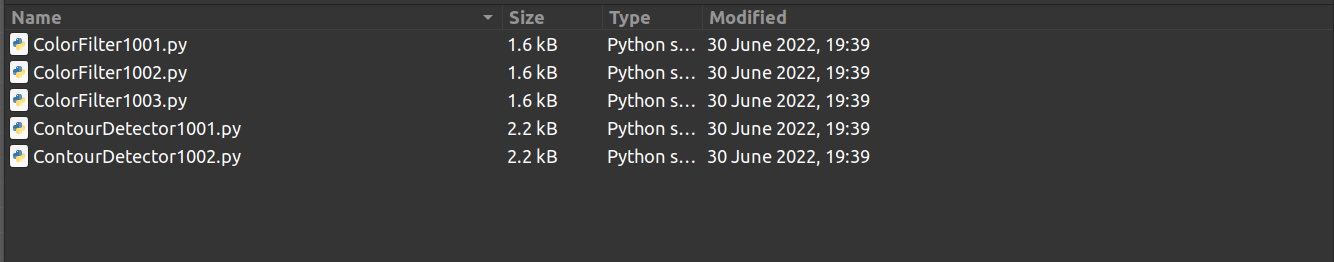 Name Size Type Modified
ColorFilter1001.py 1.6 kB Python s... 30 June 2022, 19:39
ColorFilter1002.py 1.6 kB Python s... 30 June 2022, 19:39
ColorFilter1003.py 1.6 kB Python s... 30 June 2022, 19:39
ContourDetector1001.py 2.2 kB Python s... 30 June 2022, 19:39
ContourDetector1002.py 2.2 kB Python s... 30 June 2022, 19:39